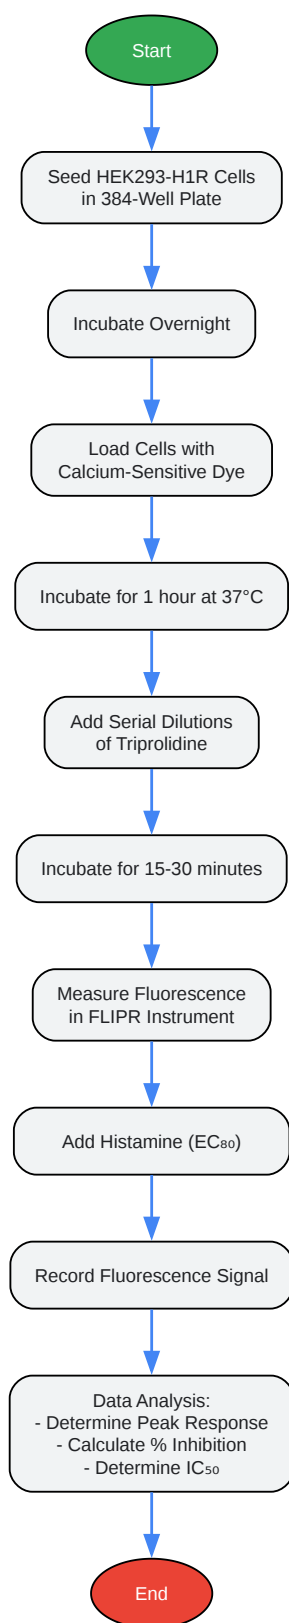 Start
Seed HEK293-H1R Cells
in 384-Well Plate
Incubate Overnight
Load Cells with
Calcium-Sensitive Dye
Incubate for 1 hour at 37°C
Add Serial Dilutions
of Triprolidine
Incubate for 15-30 minutes
Measure Fluorescence
in FLIPR Instrument
Add Histamine (EC₈₀)
Record Fluorescence Signal
Data Analysis:
- Determine Peak Response
- Calculate % Inhibition
- Determine IC₅₀
End